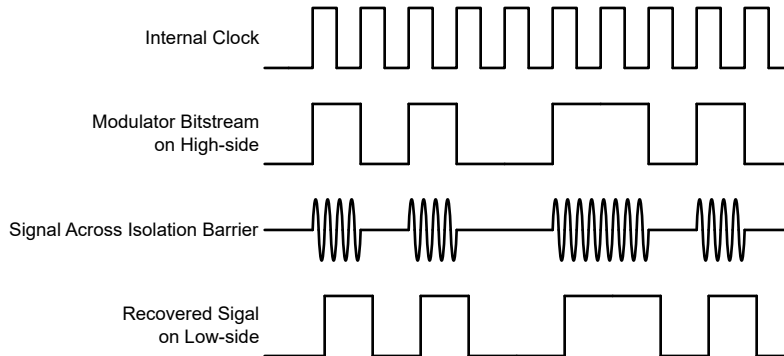 Internal Clock
Modulator Bitstream
on High-side
Signal Across Isolation Barrier
Recovered Sigal
on Low-side